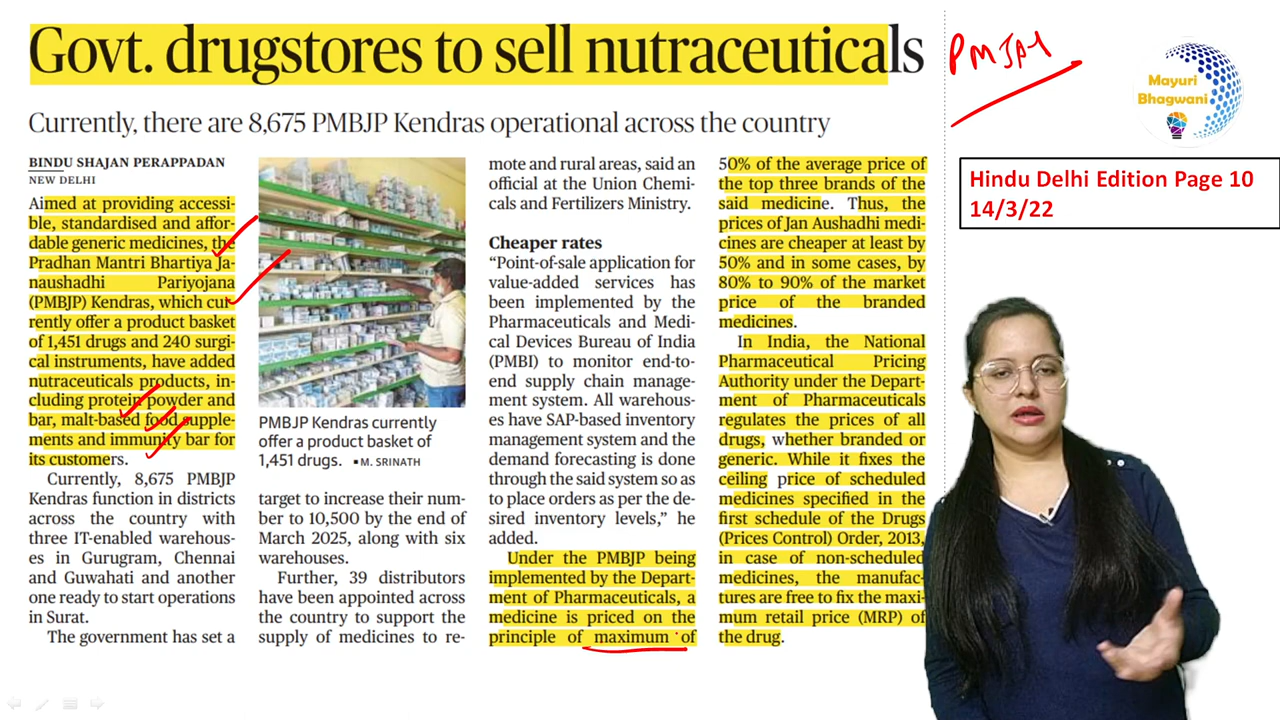 Govt. drugstores to sell nutraceuticals
Currently, there are 8,675 PMBJP Kendras operational across the country
BINDU SHAJAN PERAPPADAN
NEW DELHI
Aimed at providing accessi-
ble, standardised and affor-
dable generic medicines, the
Pradhan Mantri Bhartiya Ja-
naushadhi Pariyojana
(PMBJP) Kendras, which cur-
rently offer a product basket
of 1,451 drugs and 240 surgi-
cal instruments, have added
nutraceuticals products, in-
cluding protein powder and
bar, malt-based food supple-
ments and immunity bar for
its customers.
Currently, 8,675 PMBJP
Kendras function in districts
across the country with
three IT-enabled warehous-
es in Gurugram, Chennai
and Guwahati and another
one ready to start operations
in Surat.
The government has set a
PMBJP Kendras currently
offer a product basket of
1,451 drugs. ▪M. SRINATH
target to increase their num-
ber to 10,500 by the end of
March 2025, along with six
warehouses.
Further, 39 distributors
have been appointed across
the country to support the
supply of medicines to re-
mote and rural areas, said an
official at the Union Chemi-
cals and Fertilizers Ministry.
Cheaper rates
“Point-of-sale application for
value-added services has
been implemented by the
Pharmaceuticals and Medi-
cal Devices Bureau of India
(PMBI) to monitor end-to-
end supply chain manage-
ment system. All warehous-
es have SAP-based inventory
management system and the
demand forecasting is done
through the said system so as
to place orders as per the de-
sired inventory levels,” he
added.
Under the PMBJP being
implemented by the Depart-
ment of Pharmaceuticals, a
medicine is priced on the
principle of maximum of
50% of the average price of
the top three brands of the
said medicine. Thus, the
prices of Jan Aushadhi medi-
cines are cheaper at least by
50% and in some cases, by
80% to 90% of the market
price of the branded
medicines.
In India, the National
Pharmaceutical Pricing
Authority under the Depart-
ment of Pharmaceuticals
regulates the prices of all
drugs, whether branded or
generic. While it fixes the
ceiling price of scheduled
medicines specified in the
first schedule of the Drugs
(Prices Control) Order, 2013,
in case of non-scheduled
medicines, the manufac-
tures are free to fix the maxi-
mum retail price (MRP) of
the drug.
PMJAY
Mayuri
Bhagwani
Hindu Delhi Edition Page 10
14/3/22